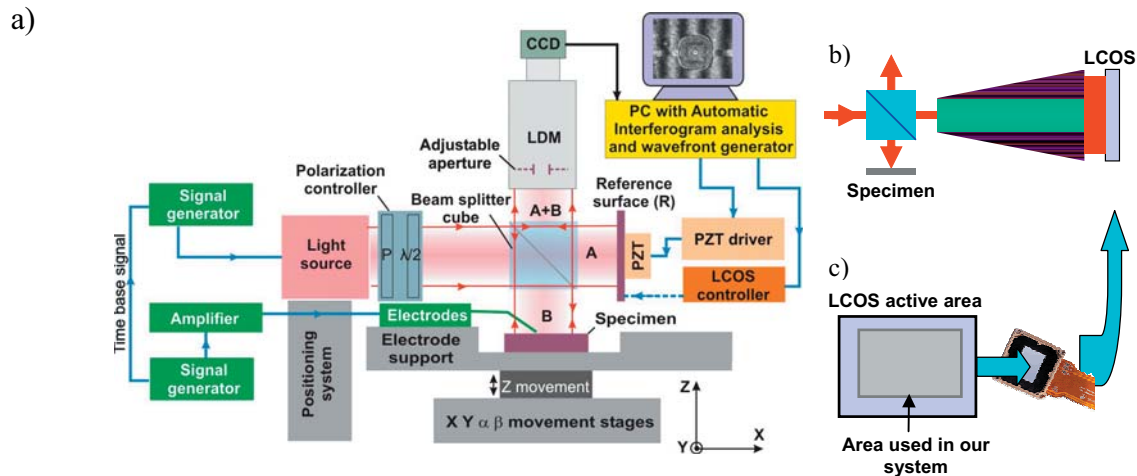 a)
CCD
LDM
Adjustable
aperture
PC with Automatic
Interferogram analysis
and wavefront generator
Polarization
controller
Beam splitter
cube
Reference
surface (R)
Signal
generator
Light
source
P
λ/2
A+B
A
B
PZT
PZT driver
LCOS
controller
Time base signal
Amplifier
Signal
generator
Positioning
system
Electrodes
Electrode
support
Specimen
Z movement
X Y α β movement stages
Z
Y
X
b)
LCOS
Specimen
c)
LCOS active area
Area used in our
system